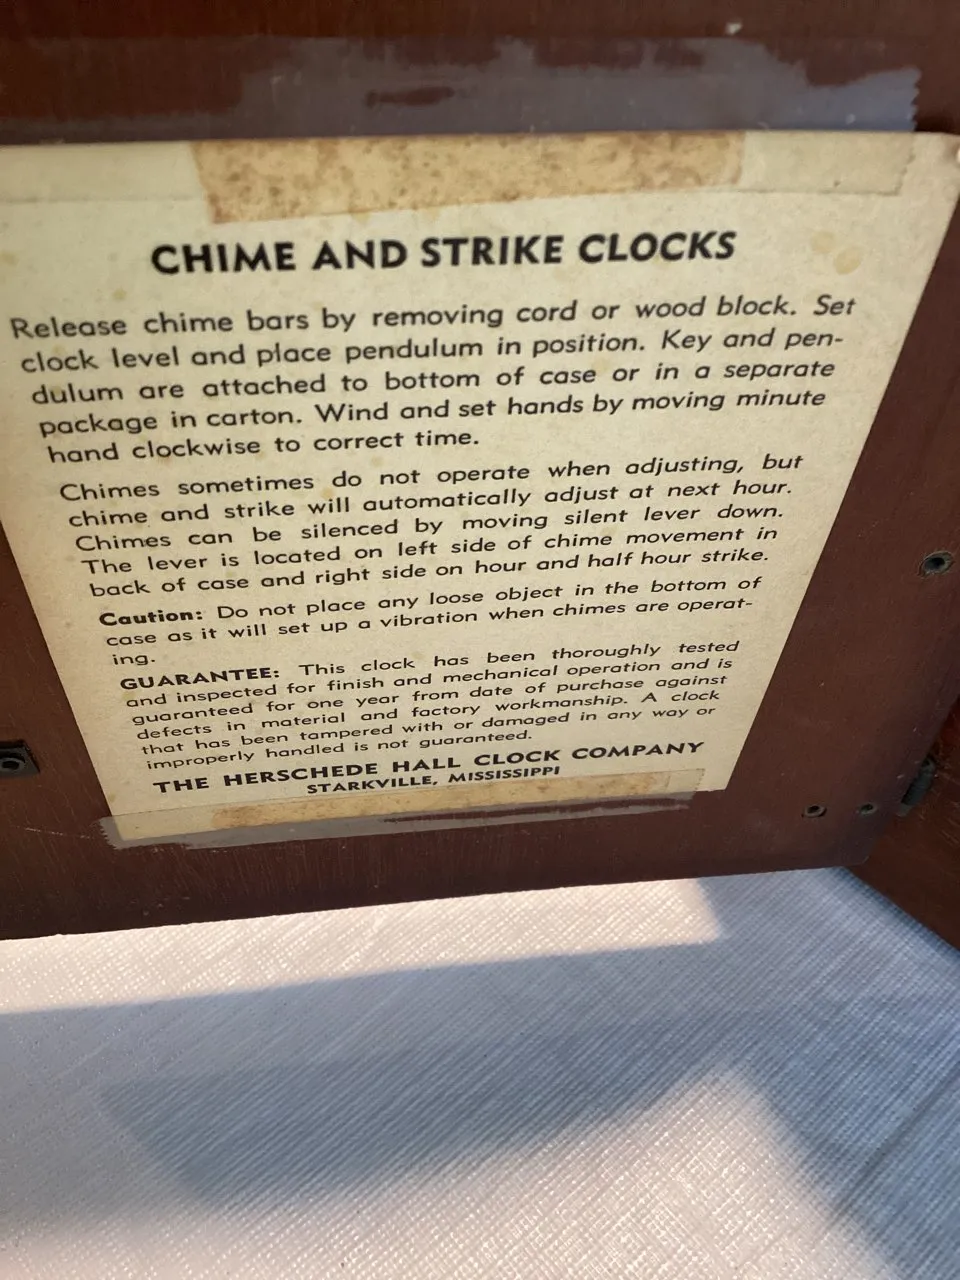 CHIME AND STRIKE CLOCKS
Release chime bars by removing cord or wood block. Set
clock level and place pendulum in position. Key and pen-
dulum are attached to bottom of case or in a separate
package in carton. Wind and set hands by moving minute
hand clockwise to correct time.
Chimes sometimes do not operate when adjusting, but
chime and strike will automatically adjust at next hour.
Chimes can be silenced by moving silent lever down.
The lever is located on left side of chime movement in
back of case and right side on hour and half hour strike.
Caution: Do not place any loose object in the bottom of
case as it will set up a vibration when chimes are operat-
ing.
GUARANTEE: This clock has been thoroughly tested
and inspected for finish and mechanical operation and is
guaranteed for one year from date of purchase against
defects in material and factory workmanship. A clock
that has been tampered with or damaged in any way or
improperly handled is not guaranteed.
THE HERSCHEDE HALL CLOCK COMPANY
STARKVILLE, MISSISSIPPI